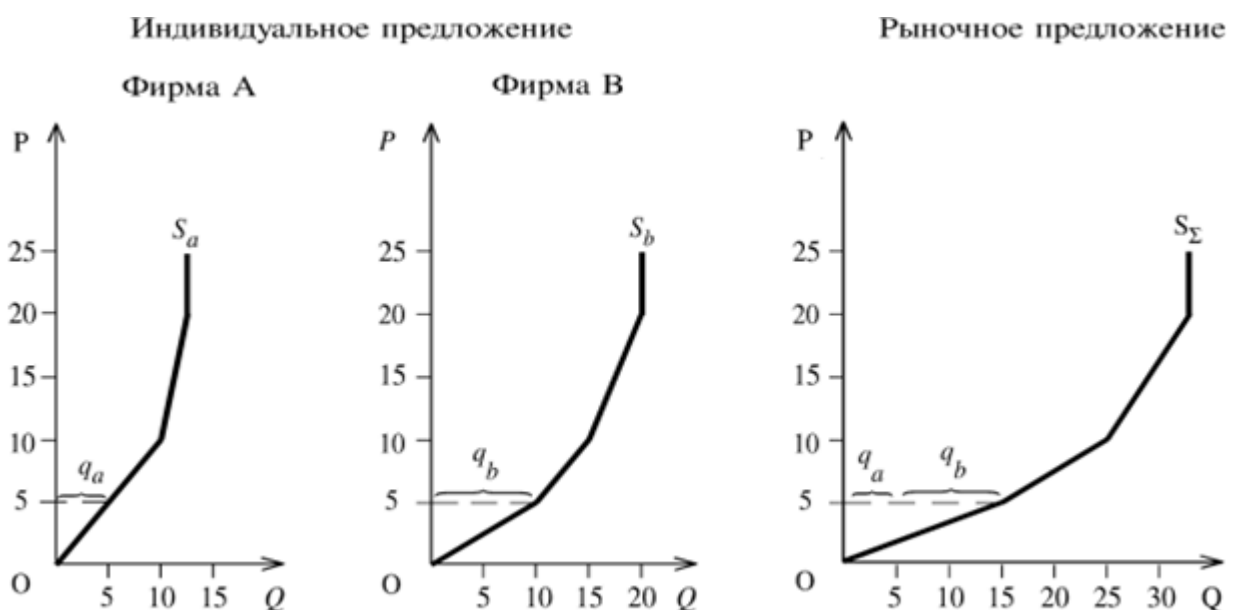 Индивидуальное предложение
Рыночное предложение
Фирма А
Фирма В
P
25
20
15
10
5
O
5 10 15 Q
S_a
q_a
P
25
20
15
10
5
O
5 10 15 20 Q
S_b
q_b
P
25
20
15
10
5
O
5 10 15 20 25 30 Q
S_Σ
q_a q_b